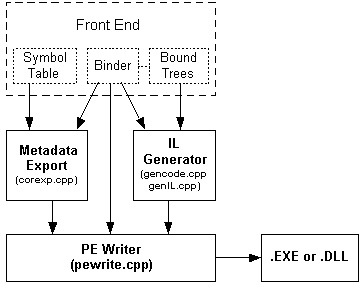 Front End
Symbol
Table
Binder
Bound
Trees
Metadata
Export
(corexp.cpp)
IL
Generator
(gencode.cpp
genIL.cpp)
PE Writer
(pewrite.cpp)
.EXE or .DLL